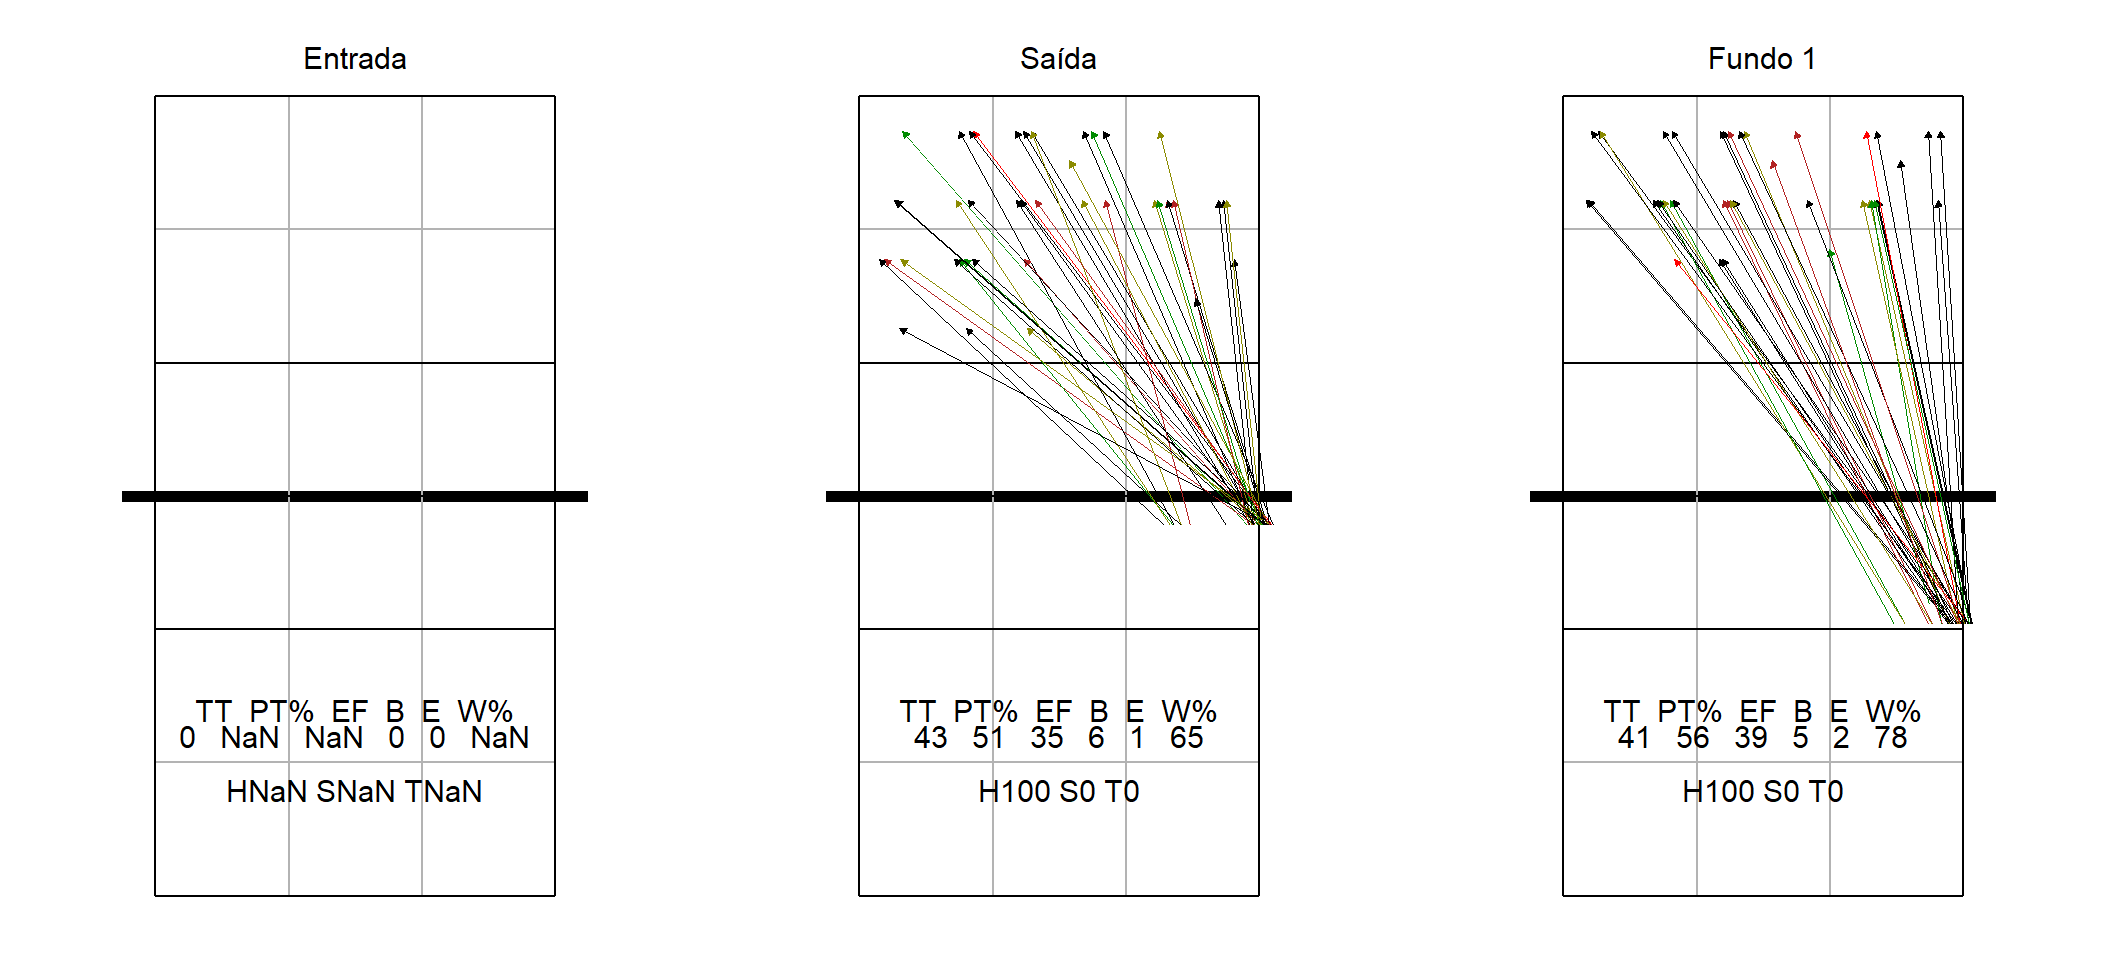 Entrada
TT PT% EF B E W%
0 NaN NaN 0 0 NaN
HNaN SNaN TNaN
Saída
TT PT% EF B E W%
43 51 35 6 1 65
H100 S0 T0
Fundo 1
TT PT% EF B E W%
41 56 39 5 2 78
H100 S0 T0